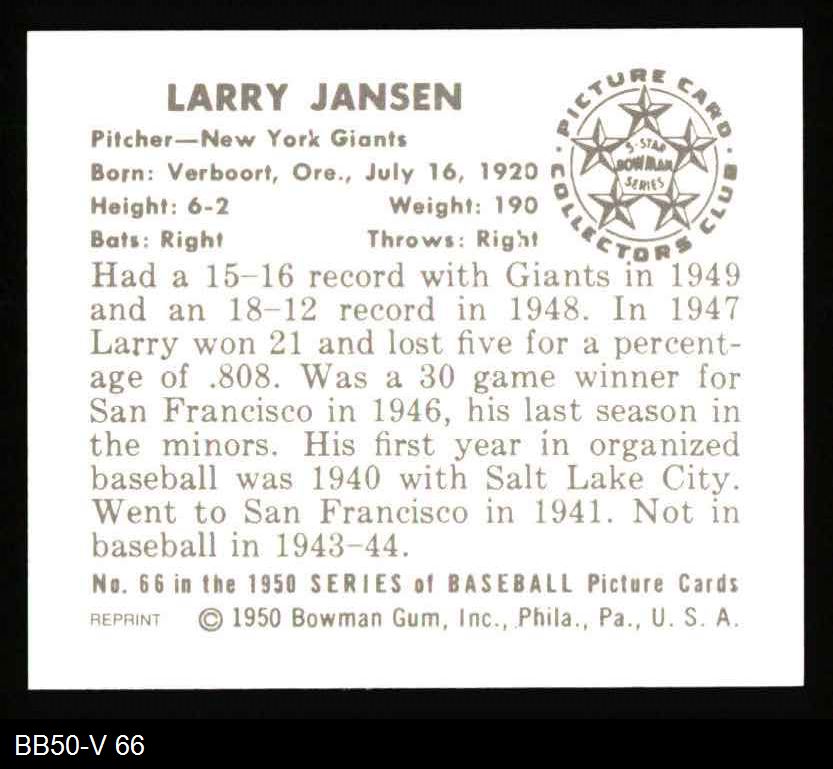 LARRY JANSEN
Pitcher—New York Giants
Born: Verboort, Ore., July 16, 1920
Height: 6-2 Weight: 190
Bats: Right Throws: Right
PICTURE CARD
COLLECTORS CLUB
5-STAR
BOWMAN
SERIES
Had a 15–16 record with Giants in 1949
and an 18–12 record in 1948. In 1947
Larry won 21 and lost five for a percent-
age of .808. Was a 30 game winner for
San Francisco in 1946, his last season in
the minors. His first year in organized
baseball was 1940 with Salt Lake City.
Went to San Francisco in 1941. Not in
baseball in 1943–44.
No. 66 in the 1950 SERIES of BASEBALL Picture Cards
REPRINT © 1950 Bowman Gum, Inc., Phila., Pa., U. S. A.
BB50-V 66